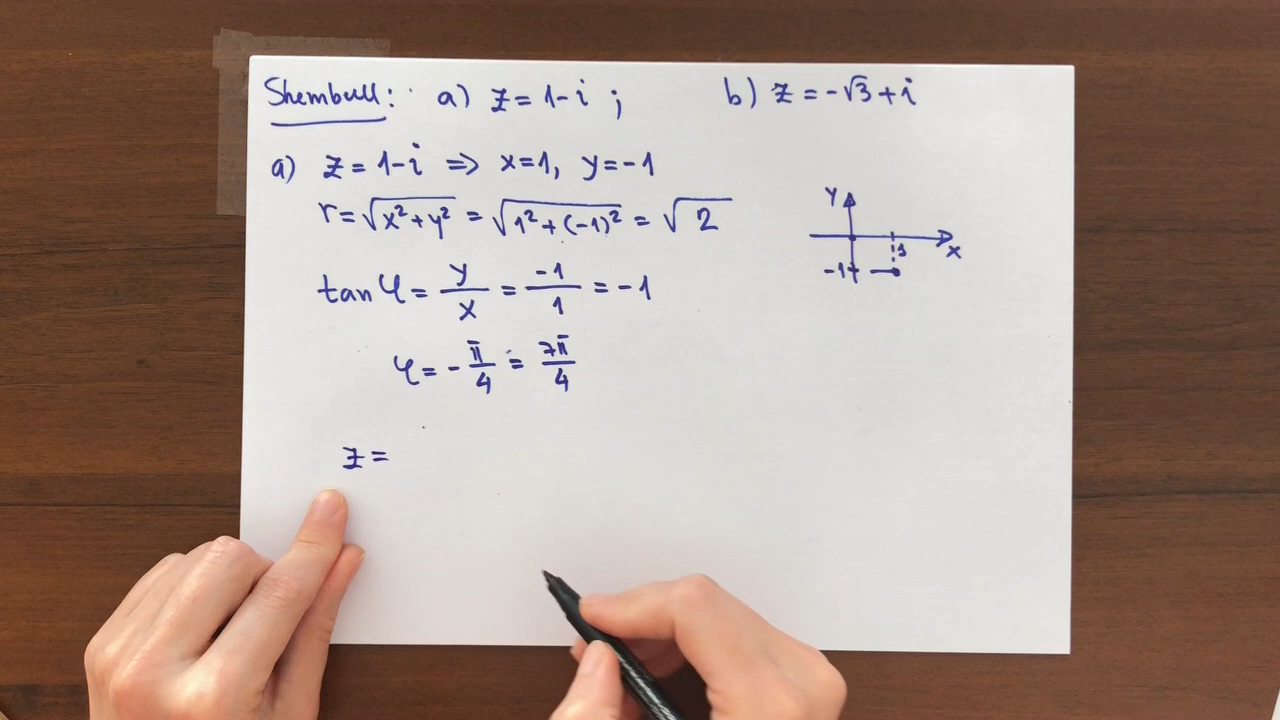 Shembull: a) z = 1-i ; b) z = -√3 + i
a) z = 1-i ⇒ x=1, y=-1
r = √x²+y² = √1²+(-1)² = √2
tan φ = y/x = -1/1 = -1
φ = -π/4 = 7π/4
z =
Y
X
1
-1